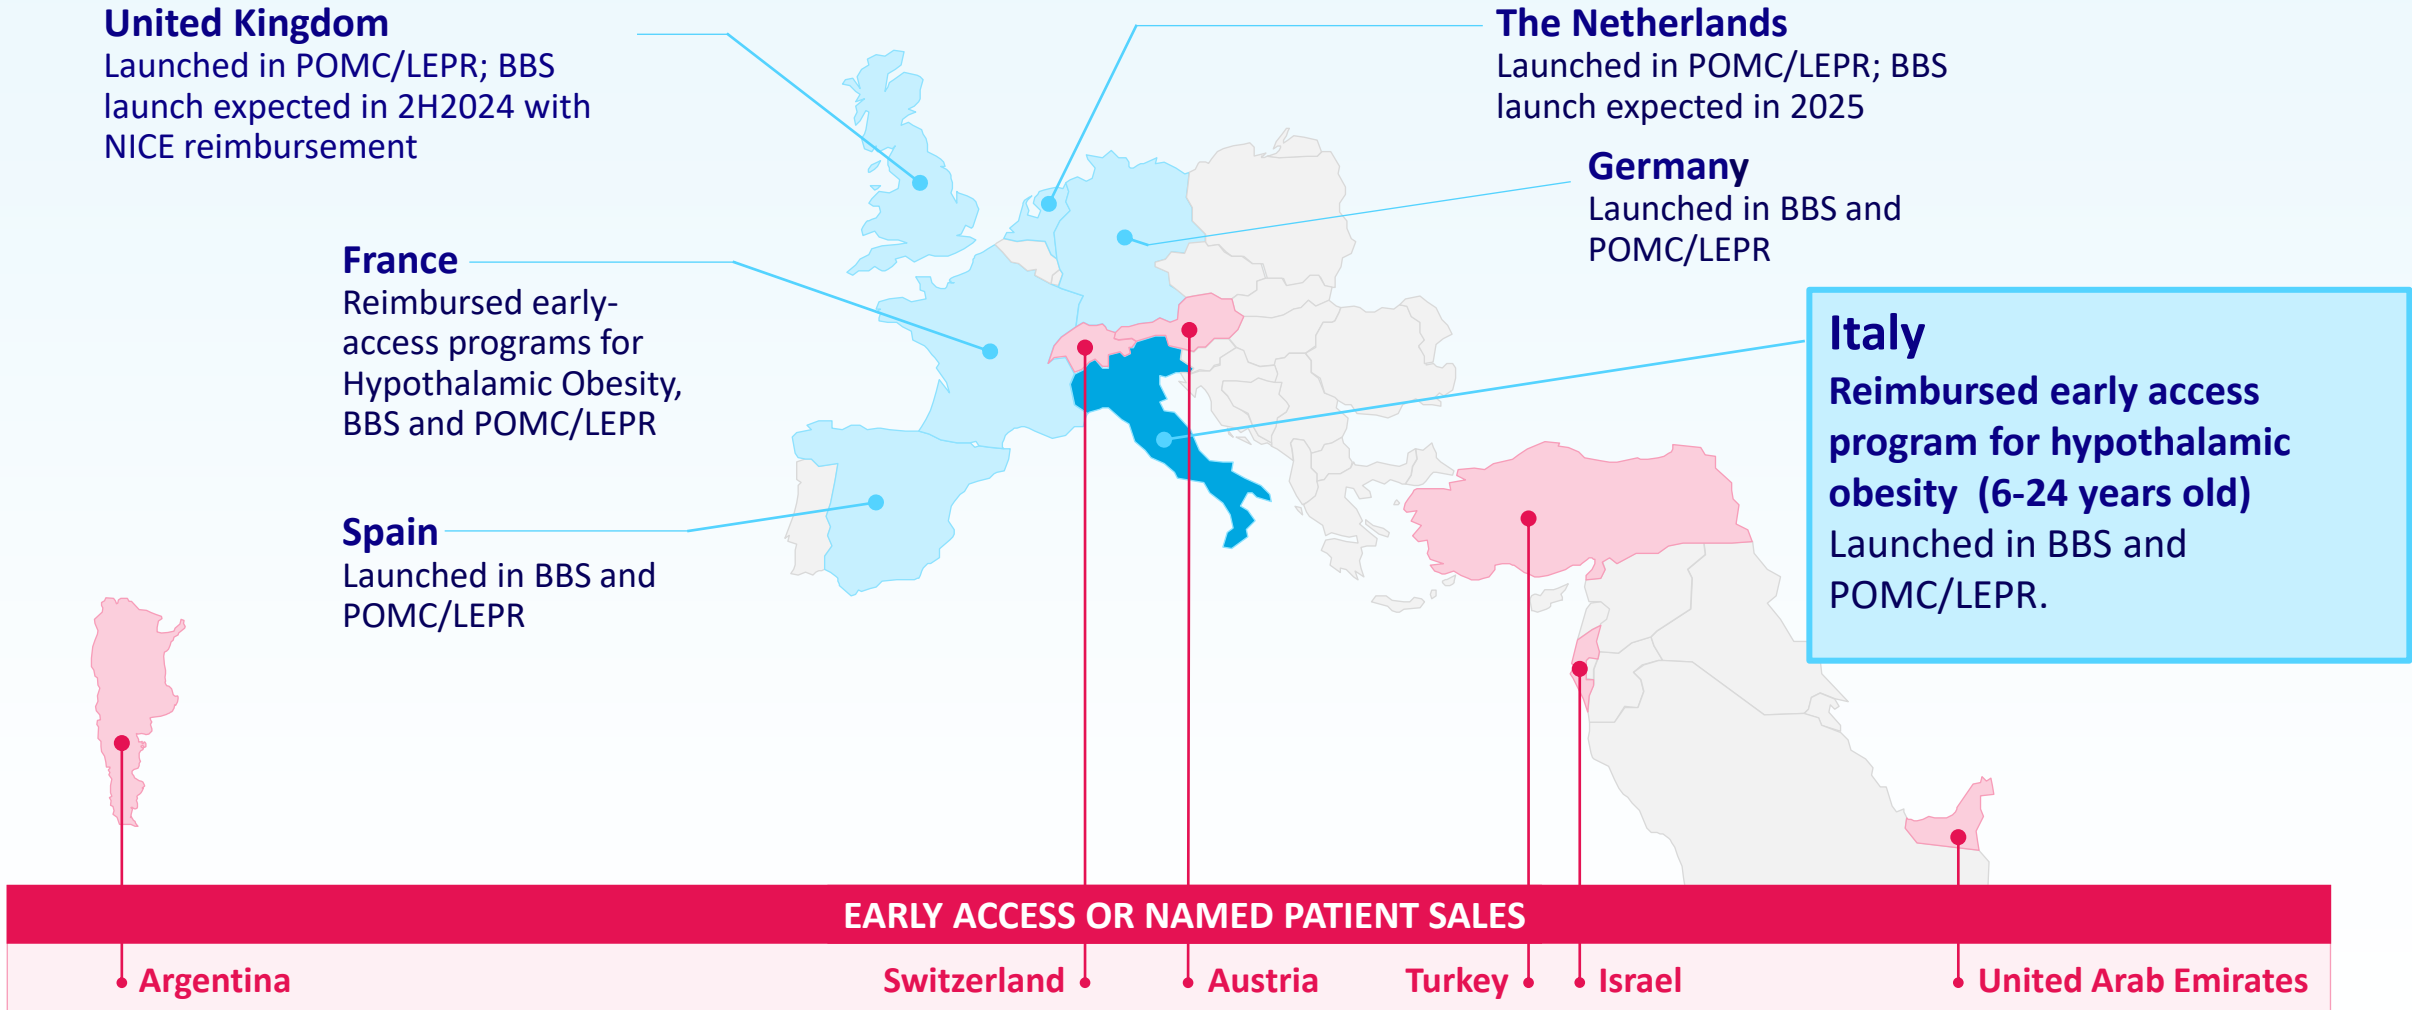 United Kingdom
Launched in POMC/LEPR; BBS
launch expected in 2H2024 with
NICE reimbursement
The Netherlands
Launched in POMC/LEPR; BBS
launch expected in 2025
Germany
Launched in BBS and
POMC/LEPR
France
Reimbursed early-
access programs for
Hypothalamic Obesity,
BBS and POMC/LEPR
Italy
Reimbursed early access
program for hypothalamic
obesity (6-24 years old)
Launched in BBS and
POMC/LEPR.
Spain
Launched in BBS and
POMC/LEPR
EARLY ACCESS OR NAMED PATIENT SALES
Argentina
Switzerland
Austria
Turkey
Israel
United Arab Emirates